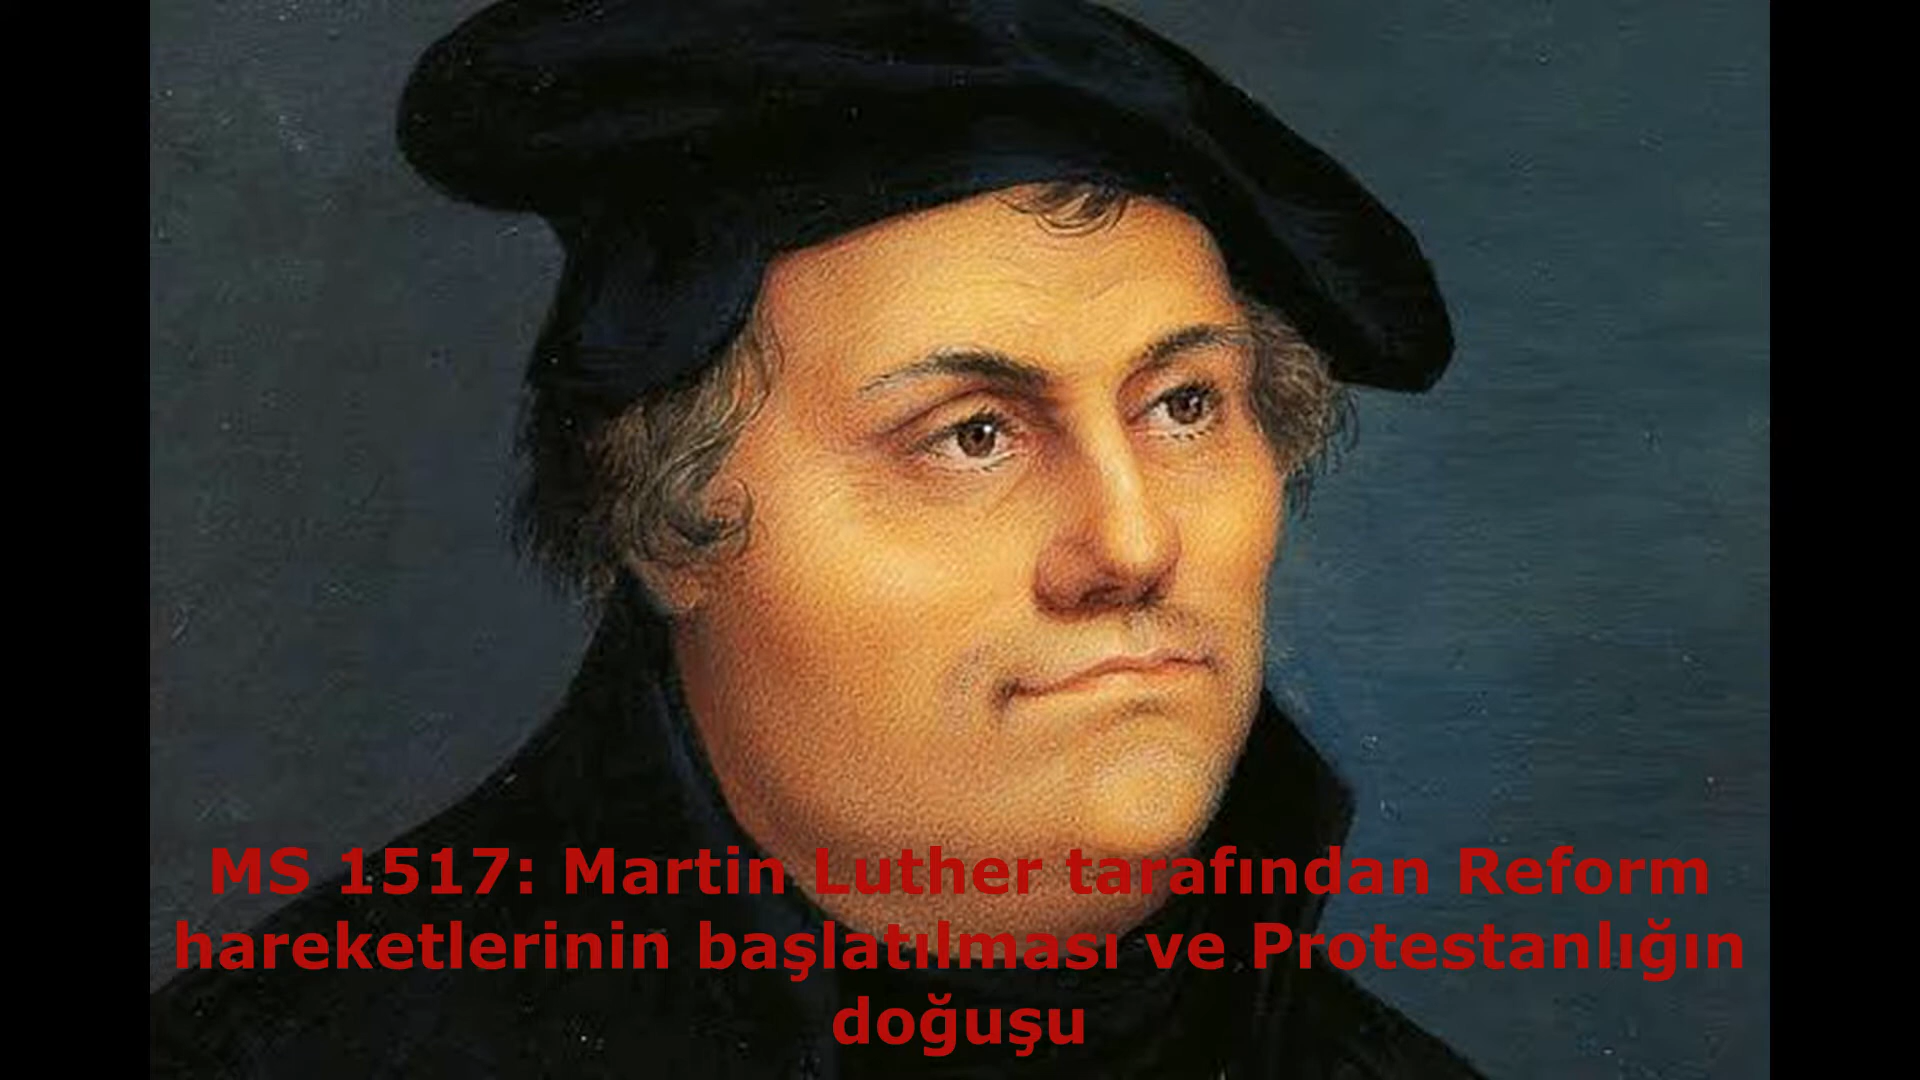 MS 1517: Martin Luther tarafından Reform
hareketlerinin başlatılması ve Protestanlığın
doğuşu